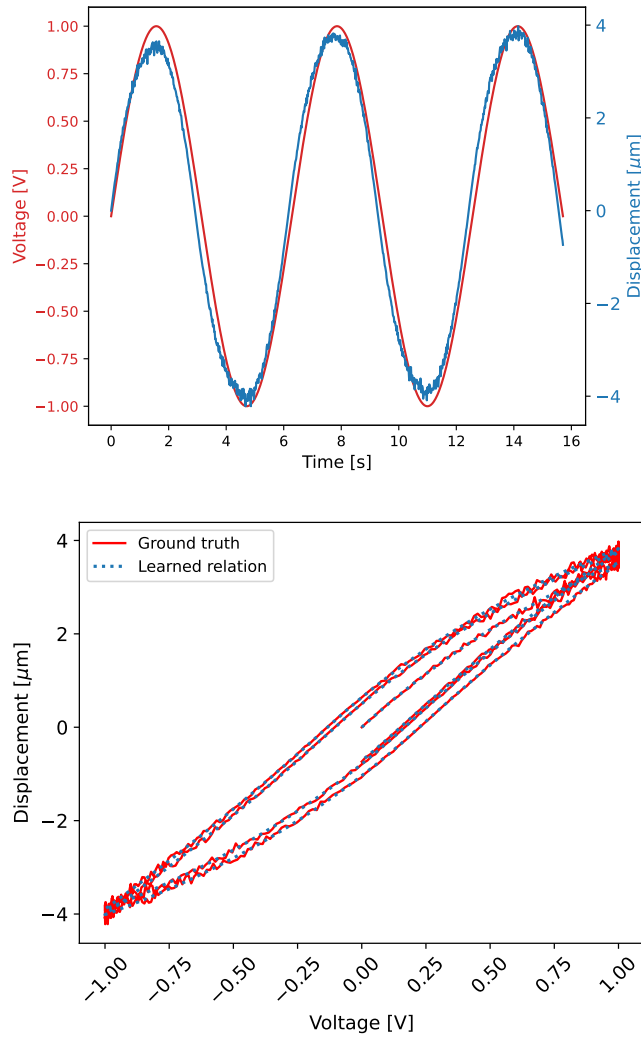 1.00
0.75
0.50
0.25
0.00
−0.25
−0.50
−0.75
−1.00
Voltage [V]
4
2
0
−2
−4
Displacement [μm]
0 2 4 6 8 10 12 14 16
Time [s]
Ground truth
Learned relation
4
2
0
−2
−4
Displacement [μm]
−1.00 −0.75 −0.50 −0.25 0.00 0.25 0.50 0.75 1.00
Voltage [V]